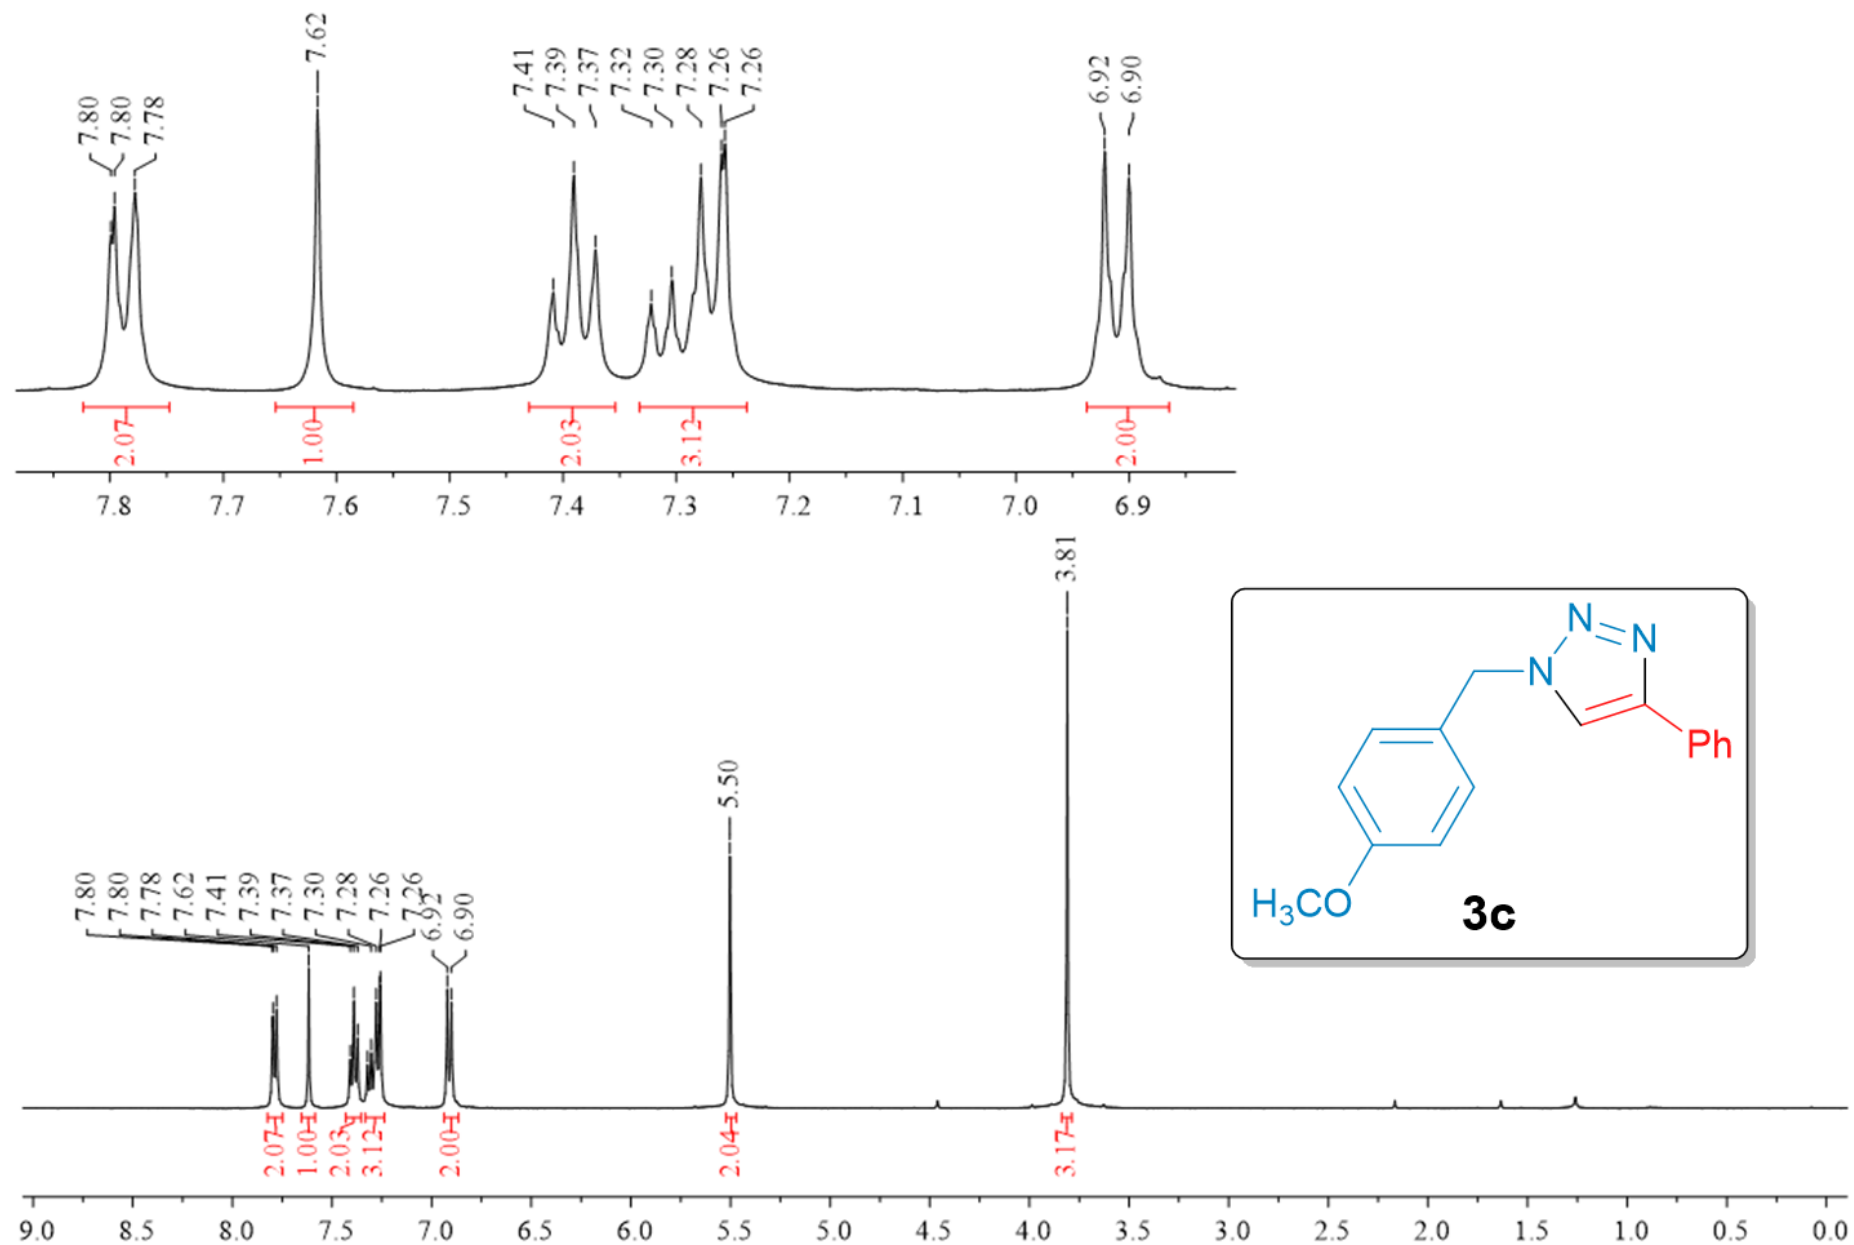 7.80 7.80 7.78 7.62 7.41 7.39 7.37 7.32 7.30 7.28 7.26 7.26 6.92 6.90
2.07 1.00 2.03 3.12 2.00
7.8 7.7 7.6 7.5 7.4 7.3 7.2 7.1 7.0 6.9
7.80 7.80 7.78 7.62 7.41 7.39 7.37 7.30 7.28 7.26 7.26 6.92 6.90 5.50 3.81
N N
N
Ph
H₃CO
3c
2.07 1.00 2.03 3.12 2.00 2.04 3.17
9.0 8.5 8.0 7.5 7.0 6.5 6.0 5.5 5.0 4.5 4.0 3.5 3.0 2.5 2.0 1.5 1.0 0.5 0.0